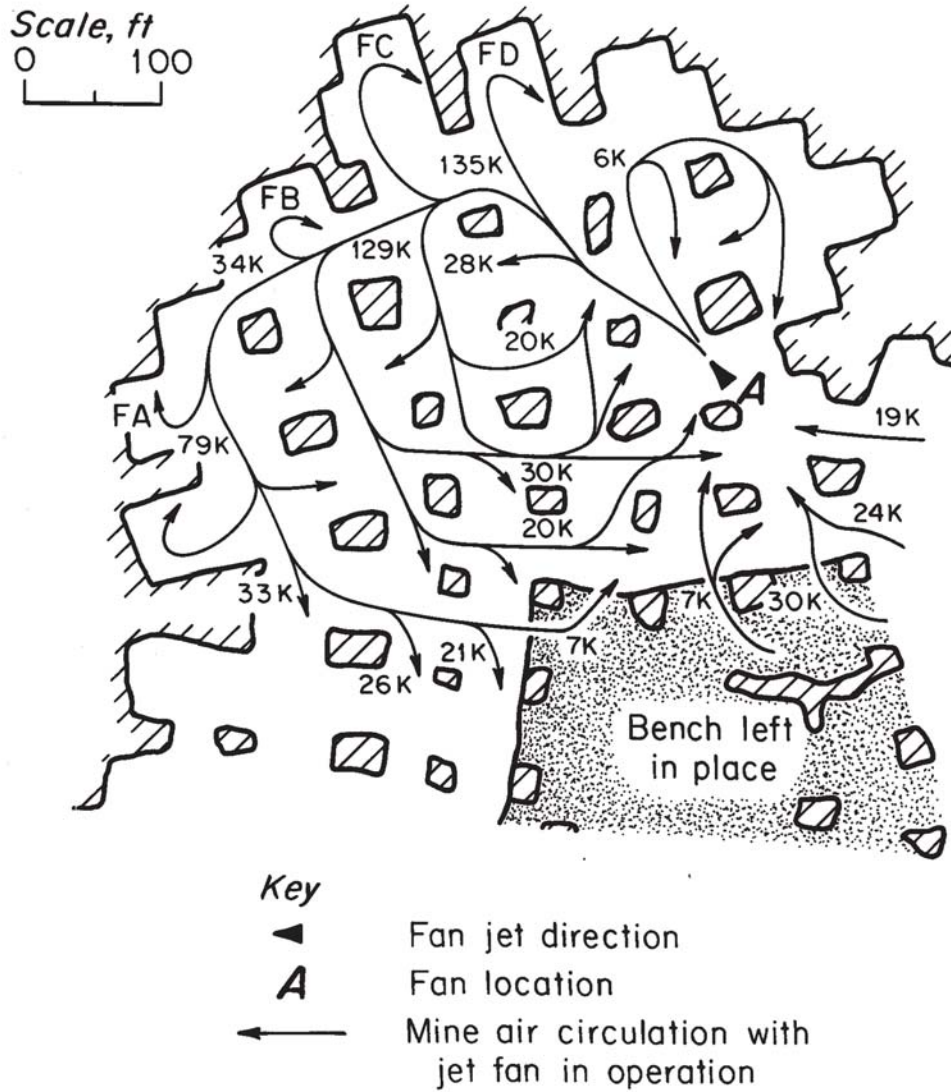 Scale, ft
0 100
FC
FD
135K
6K
FB
34K
129K
28K
20K
A
FA
79K
19K
30K
20K
24K
33K
7K
30K
21K
7K
26K
Bench left
in place
Key
Fan jet direction
A Fan location
Mine air circulation with
jet fan in operation